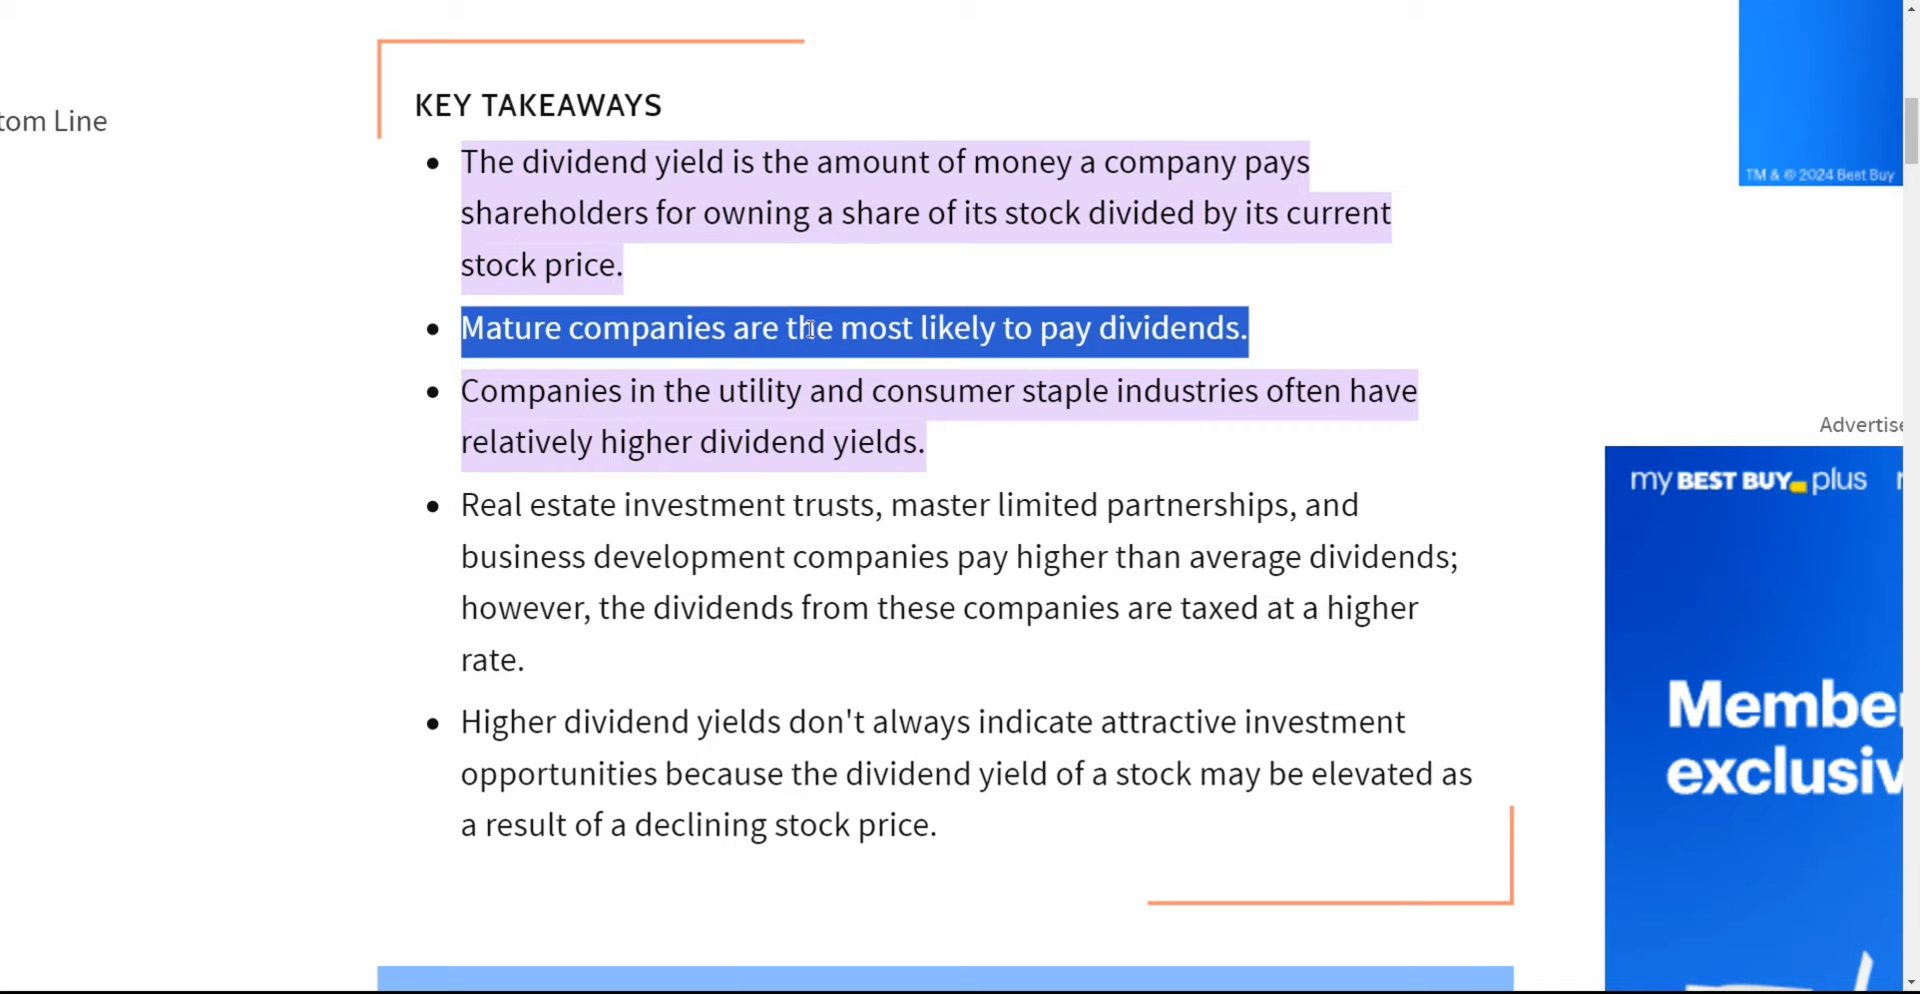 TM & © 2024 Best Buy
tom Line
KEY TAKEAWAYS
The dividend yield is the amount of money a company pays
shareholders for owning a share of its stock divided by its current
stock price.
Mature companies are the most likely to pay dividends.
Companies in the utility and consumer staple industries often have
relatively higher dividend yields.
Real estate investment trusts, master limited partnerships, and
business development companies pay higher than average dividends;
however, the dividends from these companies are taxed at a higher
rate.
Higher dividend yields don't always indicate attractive investment
opportunities because the dividend yield of a stock may be elevated as
a result of a declining stock price.
Advertise
my BEST BUY plus
Member
exclusiv